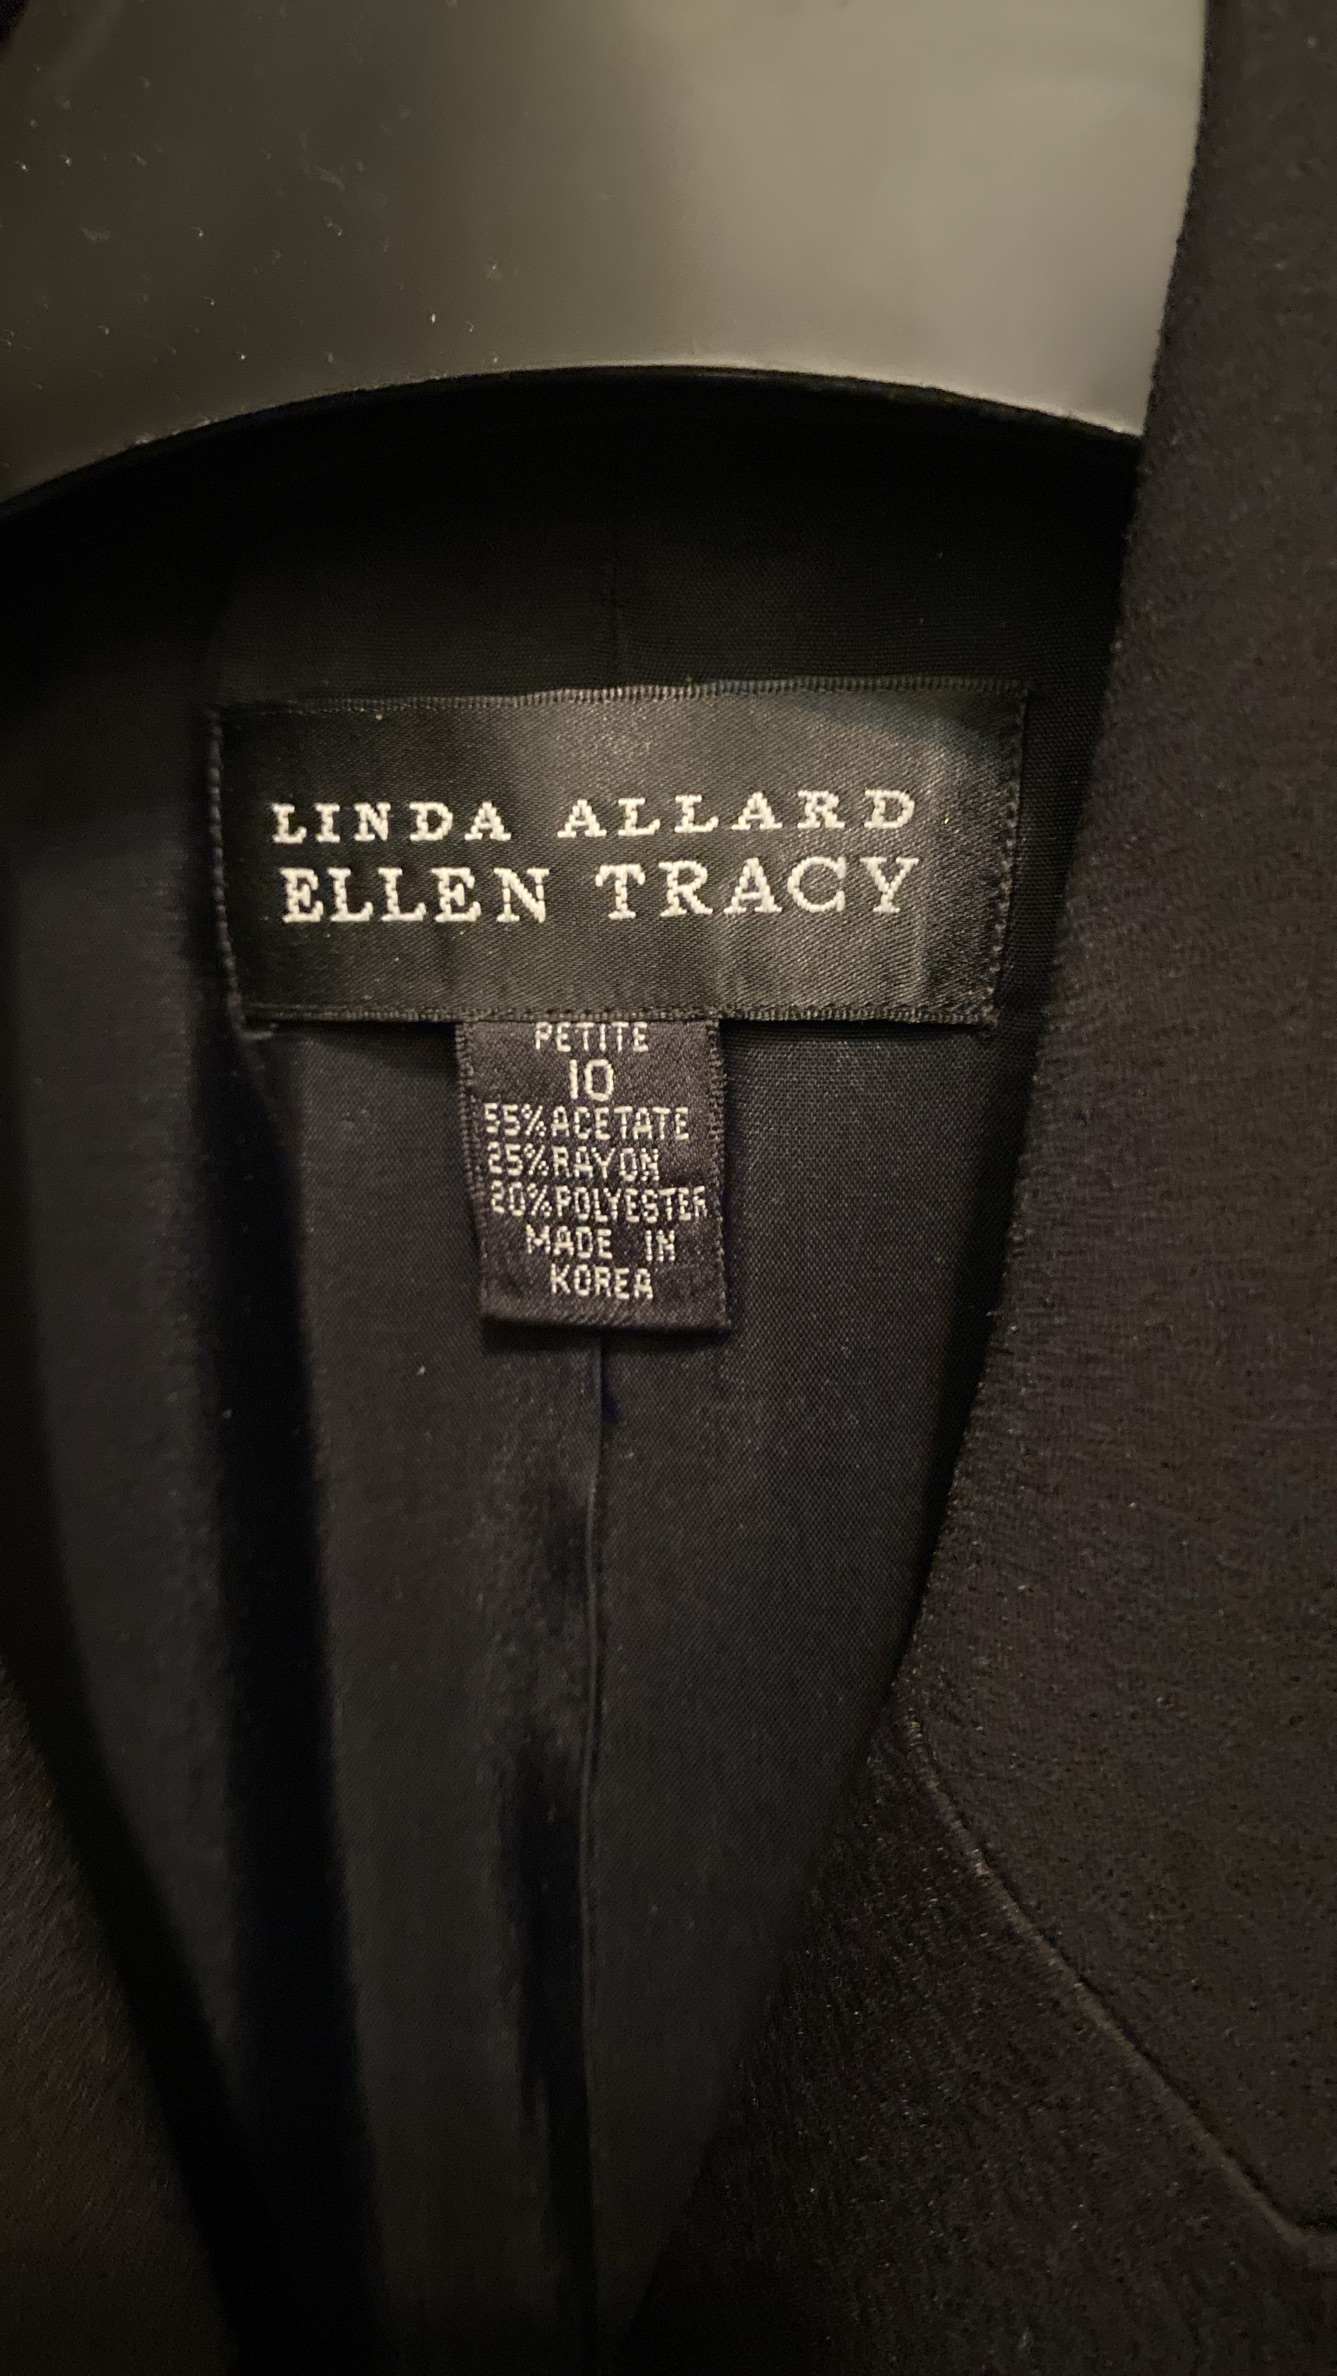 LINDA ALLARD
ELLEN TRACY
PETITE
10
55% ACETATE
25% RAYON
20% POLYESTER
MADE IN
KOREA